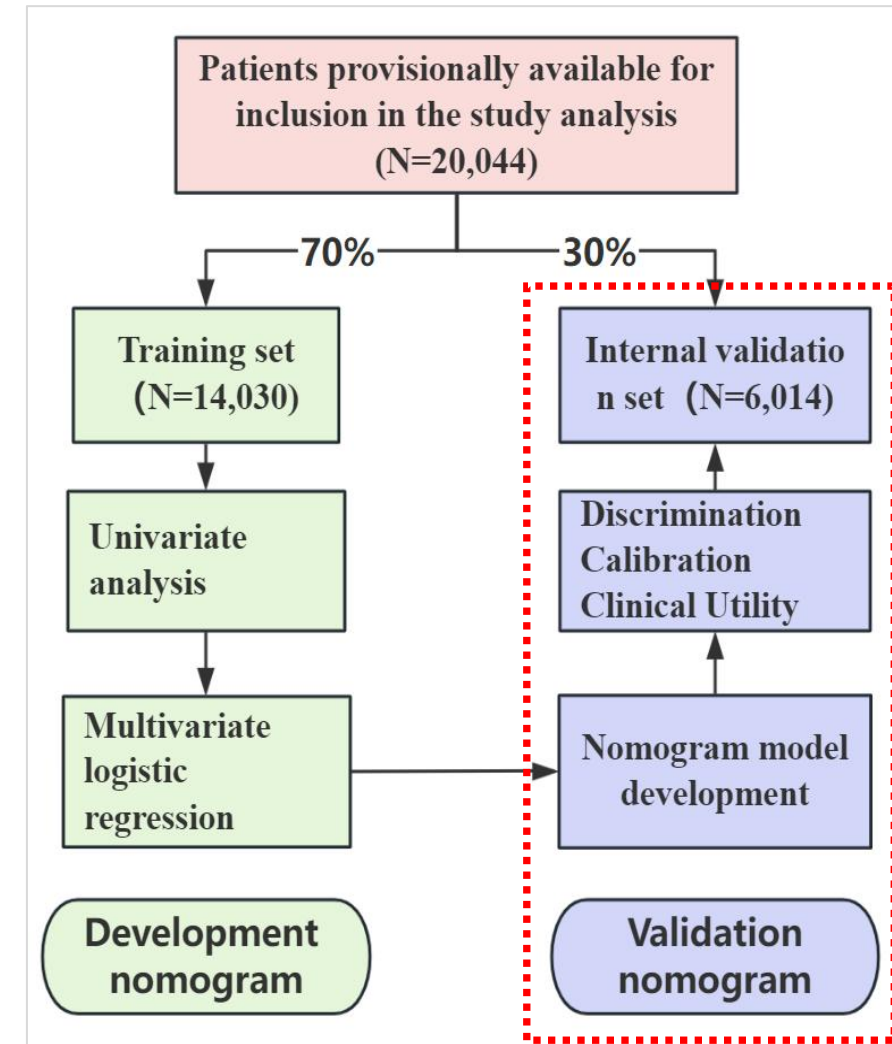 Patients provisionally available for
inclusion in the study analysis
(N=20,044)
70%
30%
Training set
(N=14,030)
Internal validatio
n set（N=6,014)
Univariate
analysis
Discrimination
Calibration
Clinical Utility
Multivariate
logistic
regression
Nomogram model
development
Development
nomogram
Validation
nomogram